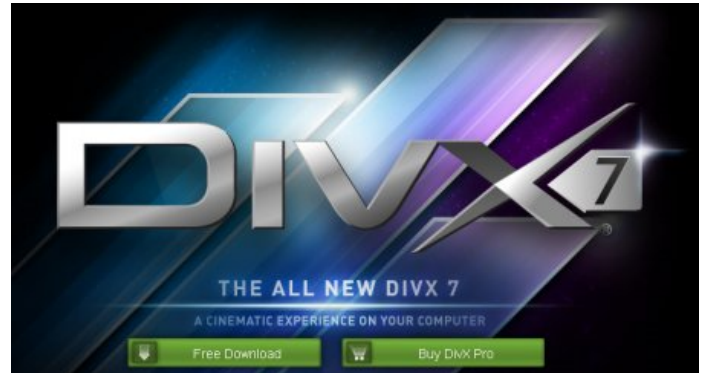 DIVX 7
®
THE ALL NEW DIVX 7
A CINEMATIC EXPERIENCE ON YOUR COMPUTER
Free Download Buy DivX Pro